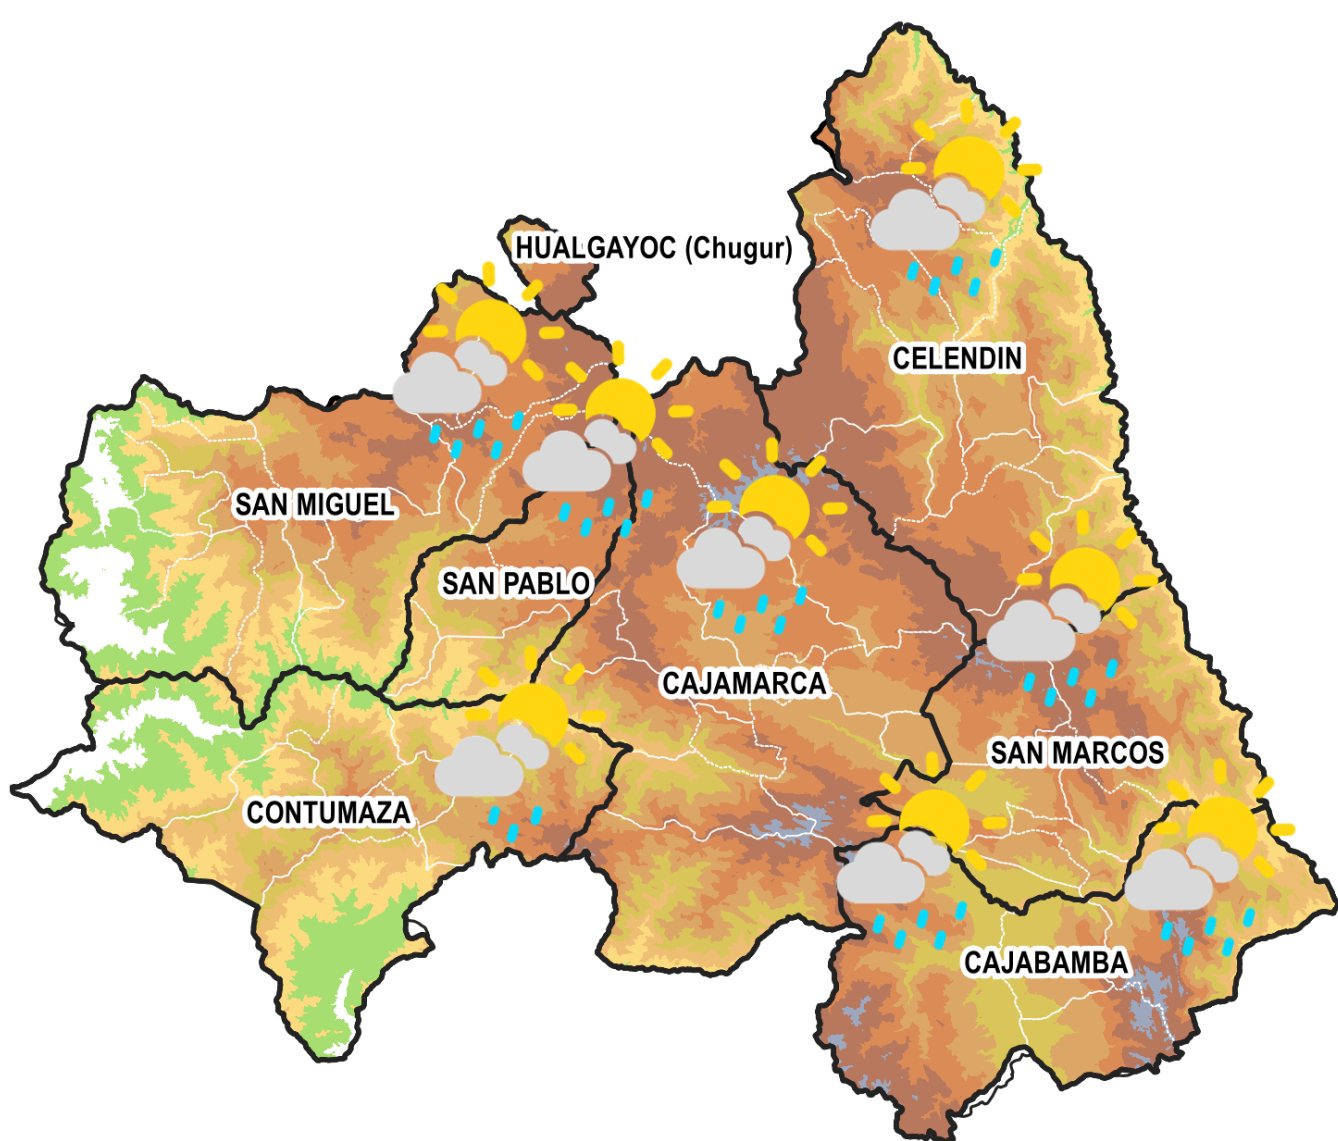 HUALGAYOC (Chugur)
CELENDIN
SAN MIGUEL
SAN PABLO
CAJAMARCA
SAN MARCOS
CONTUMAZA
CAJABAMBA